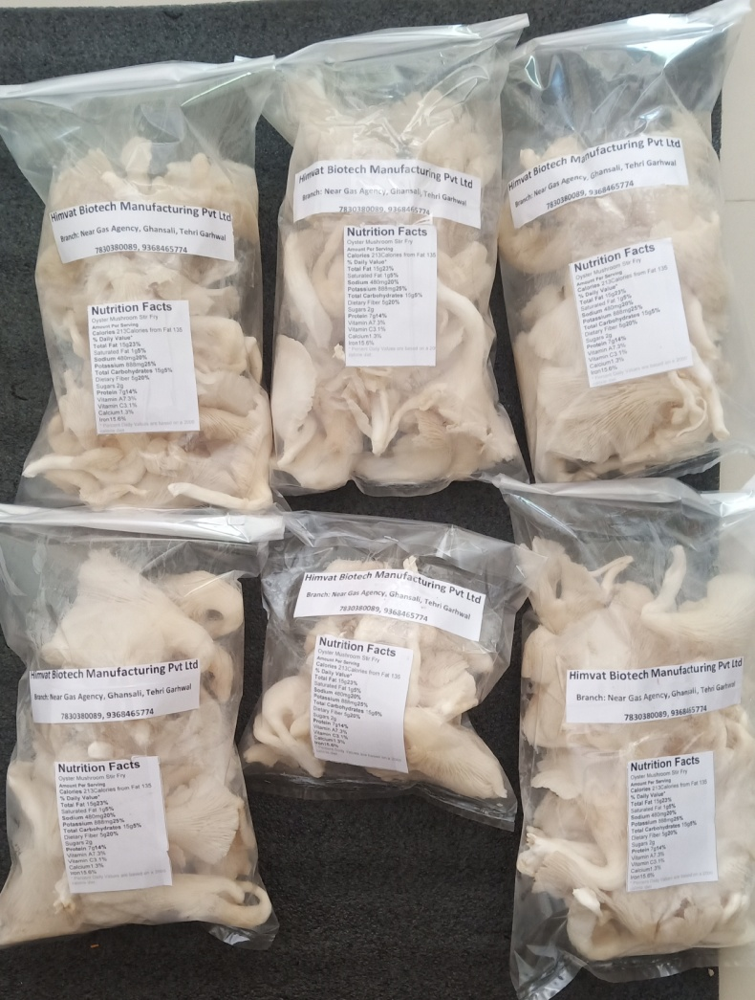 Himvat Biotech Manufacturing Pvt Ltd
Branch: Near Gas Agency, Ghansali, Tehri Garhwal
7830380089, 9368465774
Nutrition Facts
Oyster Mushroom Stir Fry
Amount Per Serving
Calories 213Calories from Fat 135
% Daily Value*
Total Fat 15g23%
Saturated Fat 1g5%
Sodium 480mg20%
Potassium 888mg25%
Total Carbohydrates 15g5%
Dietary Fiber 5g20%
Sugars 2g
Protein 7g14%
Vitamin A7.3%
Vitamin C3.1%
Calcium1.3%
Iron15.6%
* Percent Daily Values are based on a
Himvat Biotech Manufacturing Pvt Ltd
Branch: Near Gas Agency, Ghansali, Tehri Garhwal
7830380089, 9368465774
Nutrition Facts
Oyster Mushroom Stir Fry
Amount Per Serving
Calories 213Calories from Fat 135
% Daily Value*
Total Fat 15g23%
Saturated Fat 1g5%
Sodium 480mg20%
Potassium 888mg25%
Total Carbohydrates 15g5%
Dietary Fiber 5g20%
Sugars 2g
Protein 7g14%
Vitamin A7.3%
Vitamin C3.1%
Calcium1.3%
Iron15.6%
* Percent Daily Values are based on a
Himvat Biotech Manufacturing Pvt Ltd
Branch: Near Gas Agency, Ghansali, Tehri Garhwal
7830380089, 9368465774
Nutrition Facts
Oyster Mushroom Stir Fry
Amount Per Serving
Calories 213Calories from Fat 135
% Daily Value*
Total Fat 15g23%
Saturated Fat 1g5%
Sodium 480mg20%
Potassium 888mg25%
Total Carbohydrates 15g5%
Dietary Fiber 5g20%
Sugars 2g
Protein 7g14%
Vitamin A7.3%
Vitamin C3.1%
Calcium1.3%
Iron15.6%
* Percent Daily Values are based on a
Himvat Biotech Manufacturing Pvt Ltd
Branch: Near Gas Agency, Ghansali, Tehri Garhwal
7830380089, 9368465774
Nutrition Facts
Oyster Mushroom Stir Fry
Amount Per Serving
Calories 213Calories from Fat 135
% Daily Value*
Total Fat 15g23%
Saturated Fat 1g5%
Sodium 480mg20%
Potassium 888mg25%
Total Carbohydrates 15g5%
Dietary Fiber 5g20%
Sugars 2g
Protein 7g14%
Vitamin A7.3%
Vitamin C3.1%
Calcium1.3%
Iron15.6%
* Percent Daily Values are based on a
Himvat Biotech Manufacturing Pvt Ltd
Branch: Near Gas Agency, Ghansali, Tehri Garhwal
7830380089, 9368465774
Nutrition Facts
Oyster Mushroom Stir Fry
Amount Per Serving
Calories 213Calories from Fat 135
% Daily Value*
Total Fat 15g23%
Saturated Fat 1g5%
Sodium 480mg20%
Potassium 888mg25%
Total Carbohydrates 15g5%
Dietary Fiber 5g20%
Sugars 2g
Protein 7g14%
Vitamin A7.3%
Vitamin C3.1%
Calcium1.3%
Iron15.6%
* Percent Daily Values are based on a
Himvat Biotech Manufacturing Pvt Ltd
Branch: Near Gas Agency, Ghansali, Tehri Garhwal
7830380089, 9368465774
Nutrition Facts
Oyster Mushroom Stir Fry
Amount Per Serving
Calories 213Calories from Fat 135
% Daily Value*
Total Fat 15g23%
Saturated Fat 1g5%
Sodium 480mg20%
Potassium 888mg25%
Total Carbohydrates 15g5%
Dietary Fiber 5g20%
Sugars 2g
Protein 7g14%
Vitamin A7.3%
Vitamin C3.1%
Calcium1.3%
Iron15.6%
* Percent Daily Values are based on a